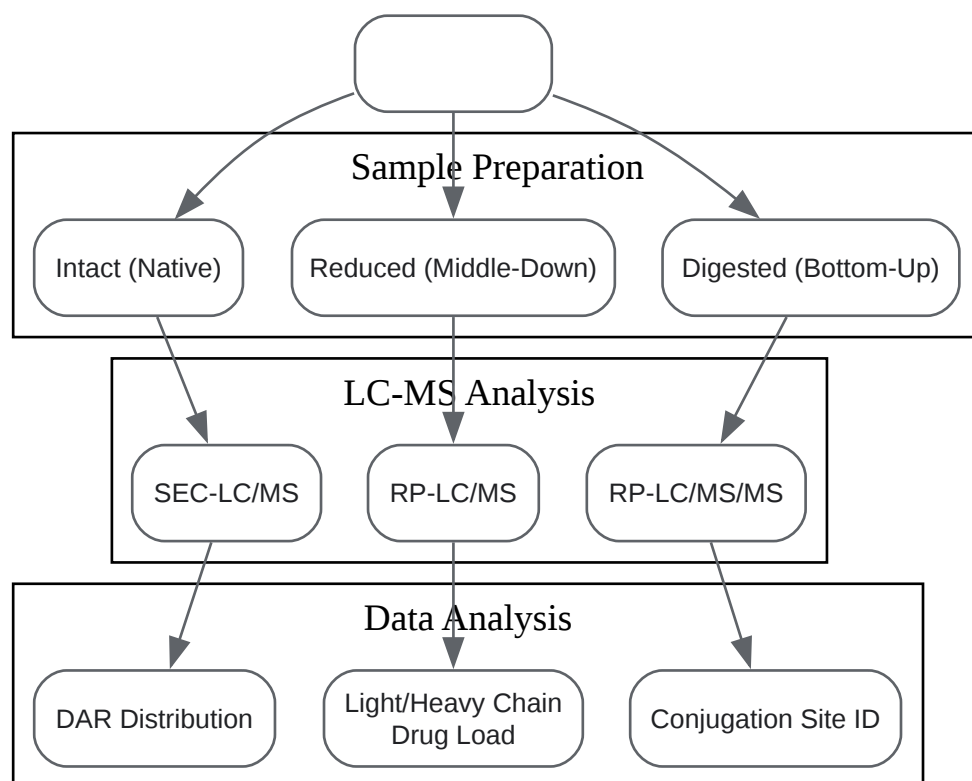 Sample Preparation
Intact (Native)
Reduced (Middle-Down)
Digested (Bottom-Up)
LC-MS Analysis
SEC-LC/MS
RP-LC/MS
RP-LC/MS/MS
Data Analysis
DAR Distribution
Light/Heavy Chain
Drug Load
Conjugation Site ID